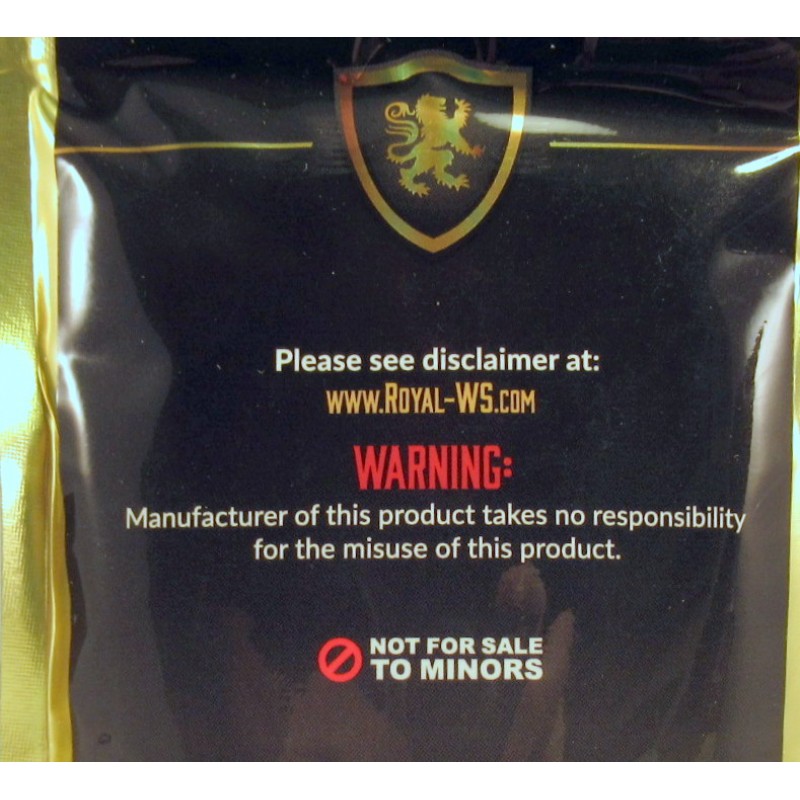 Please see disclaimer at:
www.Royal-WS.com
WARNING:
Manufacturer of this product takes no responsibility
for the misuse of this product.
NOT FOR SALE
TO MINORS